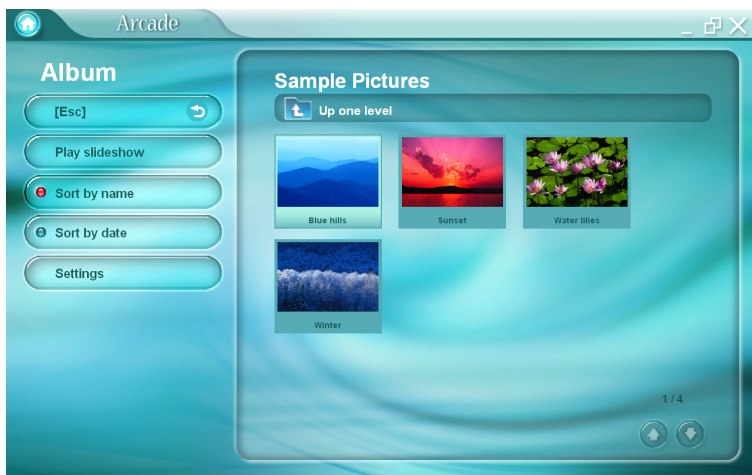 Arcade
Album
[Esc]
Play slideshow
Sort by name
Sort by date
Settings
Sample Pictures
Up one level
Blue hills
Sunset
Water lilies
Winter
1 / 4